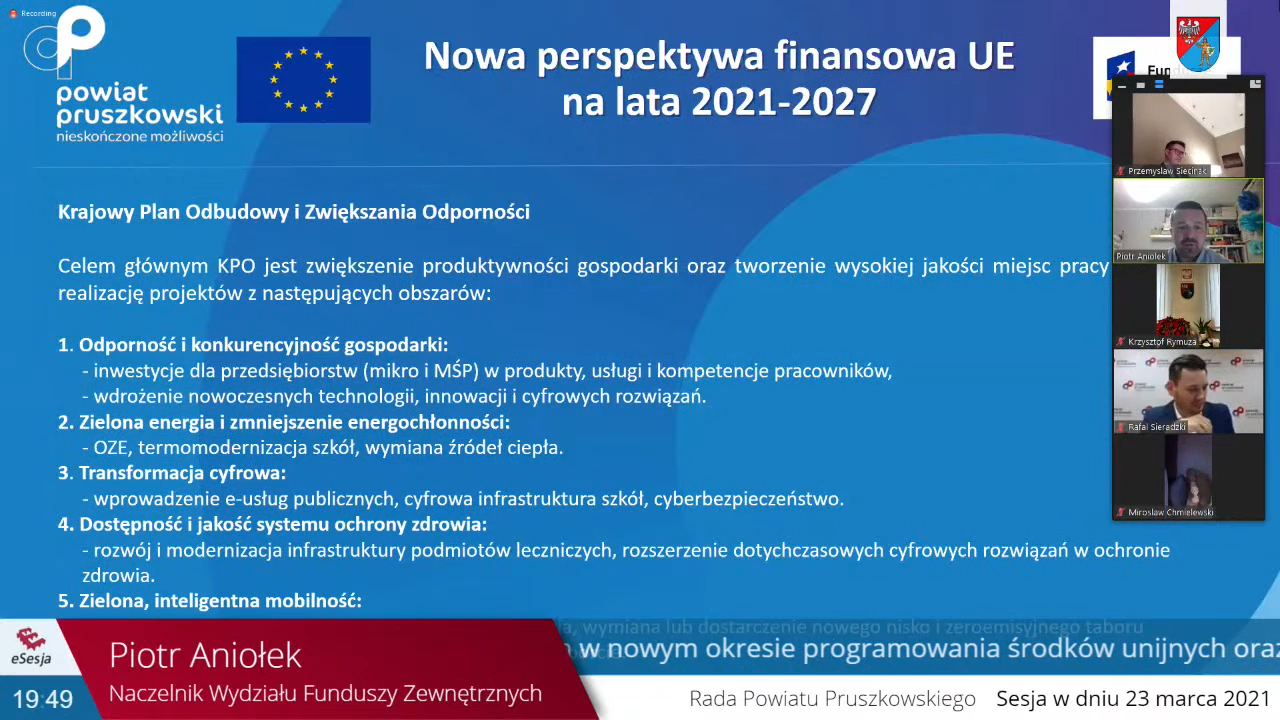 Recording
powiat
pruszkowski
nieskończone możliwości
Nowa perspektywa finansowa UE
na lata 2021-2027
Krajowy Plan Odbudowy i Zwiększania Odporności
Celem głównym KPO jest zwiększenie produktywności gospodarki oraz tworzenie wysokiej jakości miejsc pracy
realizację projektów z następujących obszarów:
1. Odporność i konkurencyjność gospodarki:
- inwestycje dla przedsiębiorstw (mikro i MŚP) w produkty, usługi i kompetencje pracowników,
- wdrożenie nowoczesnych technologii, innowacji i cyfrowych rozwiązań.
2. Zielona energia i zmniejszenie energochłonności:
- OZE, termomodernizacja szkół, wymiana źródeł ciepła.
3. Transformacja cyfrowa:
- wprowadzenie e-usług publicznych, cyfrowa infrastruktura szkół, cyberbezpieczeństwo.
4. Dostępność i jakość systemu ochrony zdrowia:
- rozwój i modernizacja infrastruktury podmiotów leczniczych, rozszerzenie dotychczasowych cyfrowych rozwiązań w ochronie
zdrowia.
5. Zielona, inteligentna mobilność:
wymiana lub dostarczenie nowego nisko i zeroemisyjnego taboru
Przemysław Siecinski
Piotr Aniołek
Krzysztof Rymuza
Rafał Sieradzki
Mirosław Chmielewski
eSesja
19:49
Piotr Aniołek
Naczelnik Wydziału Funduszy Zewnętrznych
w nowym okresie programowania środków unijnych oraz
Rada Powiatu Pruszkowskiego Sesja w dniu 23 marca 2021